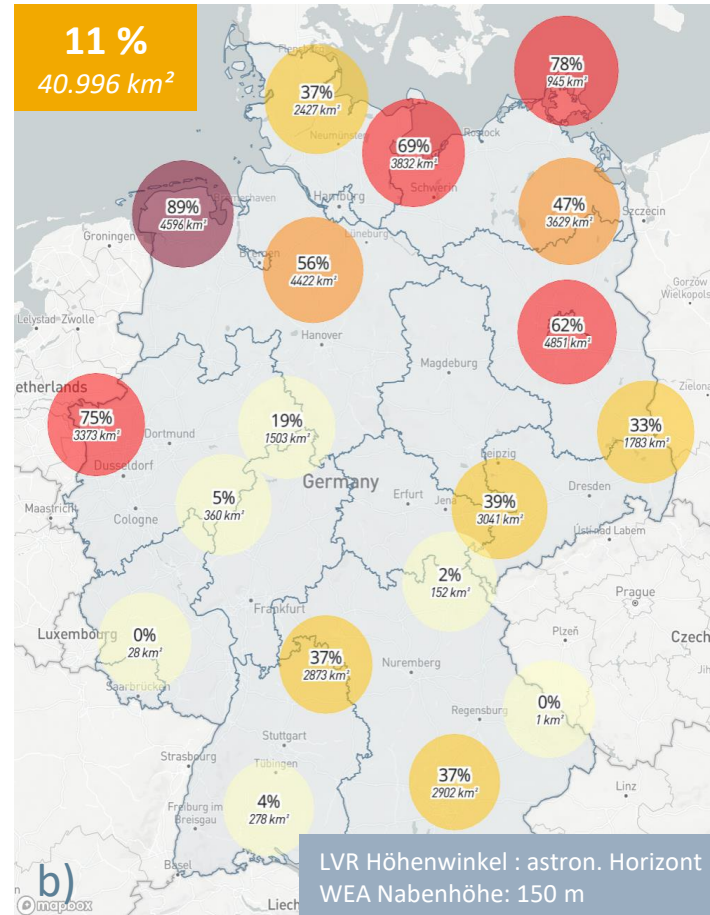 11 %
40.996 km²
37%
2427 km²
Neumünster
78%
945 km²
Rostock
69%
3832 km²
Schwerin
89%
4596 km²
Bremerhaven
Hamburg
Lüneburg
47%
3629 km²
Szczecin
Groningen
Bremen
56%
4422 km²
Gorzów
Wielkopols
Lelystad
Zwolle
Hanover
62%
4851 km²
Magdeburg
etherlands
Zielona
75%
3373 km²
Dortmund
19%
1503 km²
33%
1783 km²
Dusseldorf
Leipzig
Germany
Maastricht
Cologne
5%
360 km²
Erfurt
Jena
39%
3041 km²
Dresden
Ústí nad Labem
2%
152 km²
Prague
Frankfurt
Luxembourg
0%
28 km²
Plzeň
Czech
Saarbrücken
37%
2873 km²
Nuremberg
Regensburg
0%
1 km²
Stuttgart
Strasbourg
Tübingen
37%
2902 km²
Linz
Freiburg im
Breisgau
4%
278 km²
Basel
b)
LVR Höhenwinkel : astron. Horizont
WEA Nabenhöhe: 150 m
mapbox
Liech